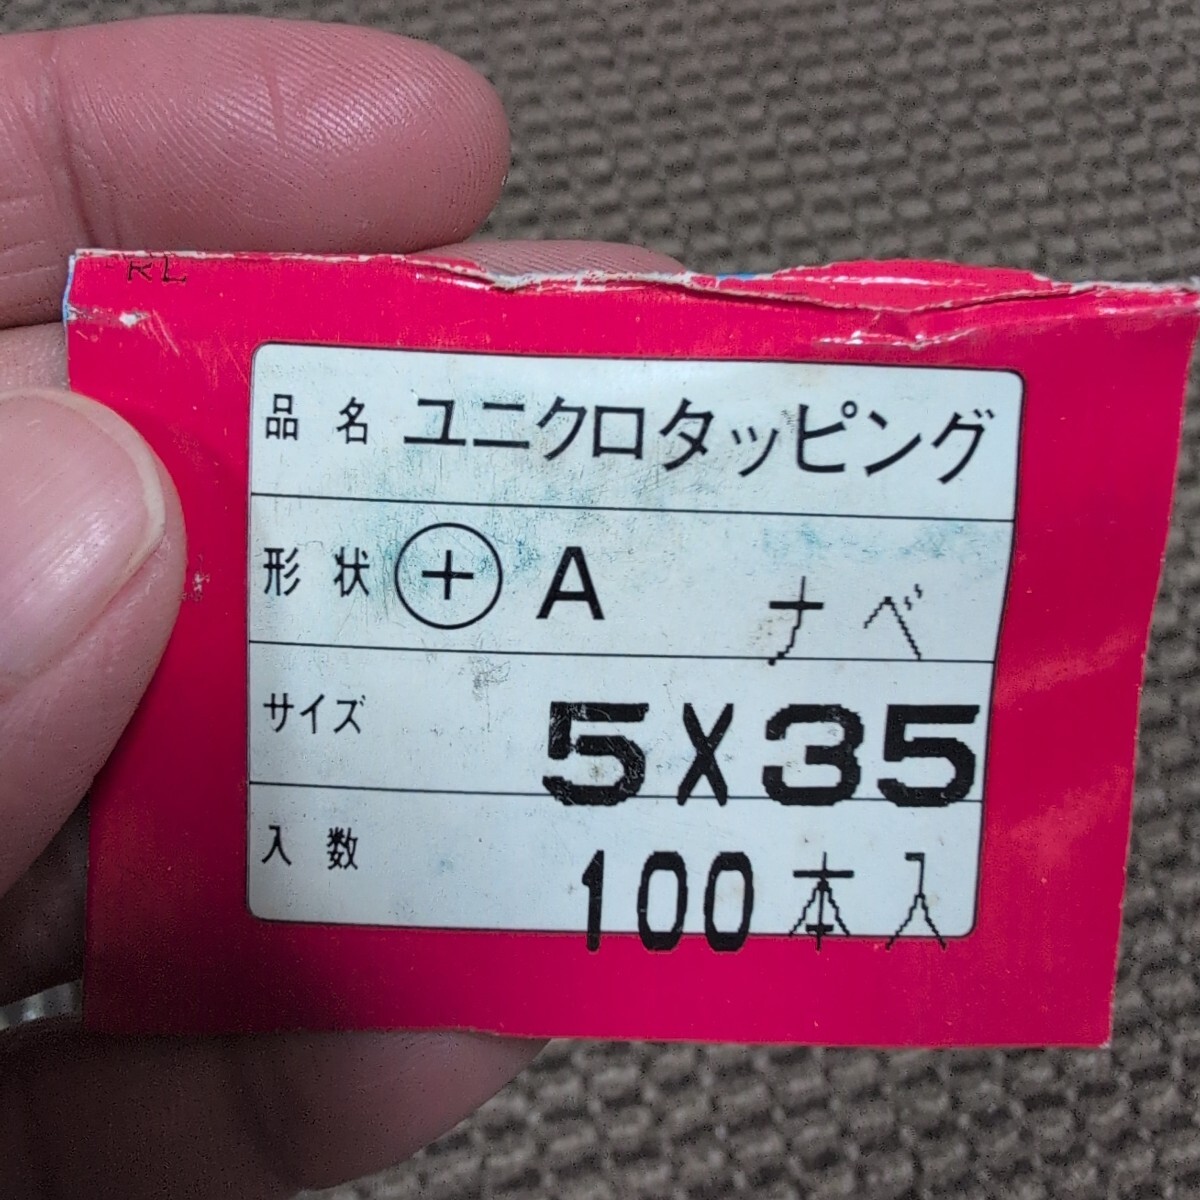 RL
品名 ユニクロタッピング
形状 ⊕ A ナベ
サイズ 5X35
入数 100本入